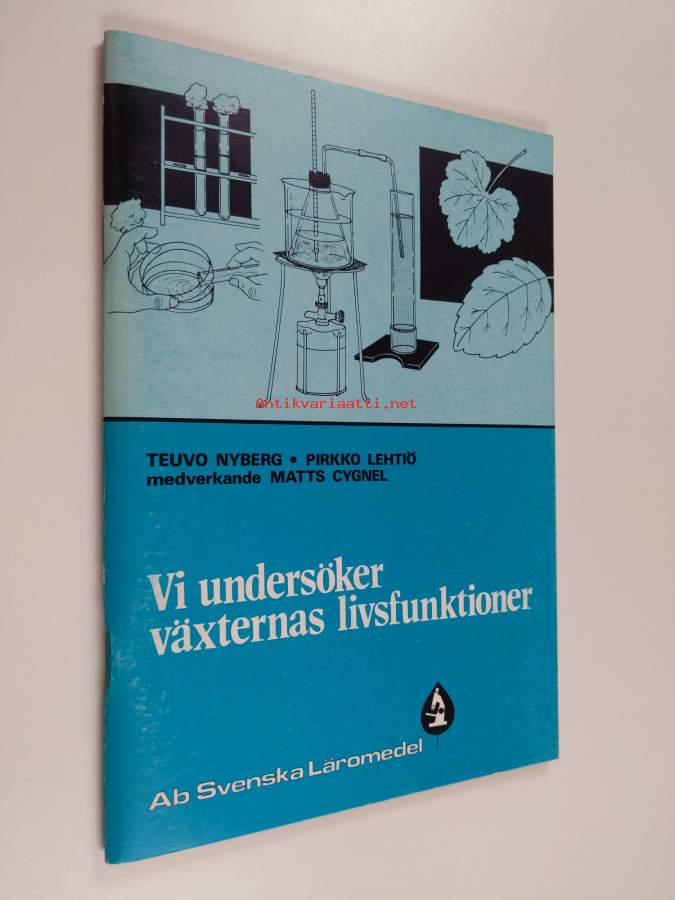 Antikvariaatti.net
TEUVO NYBERG • PIRKKO LEHTIÖ
medverkande MATTS CYGNEL
Vi undersöker
växternas livsfunktioner
Ab Svenska Läromedel